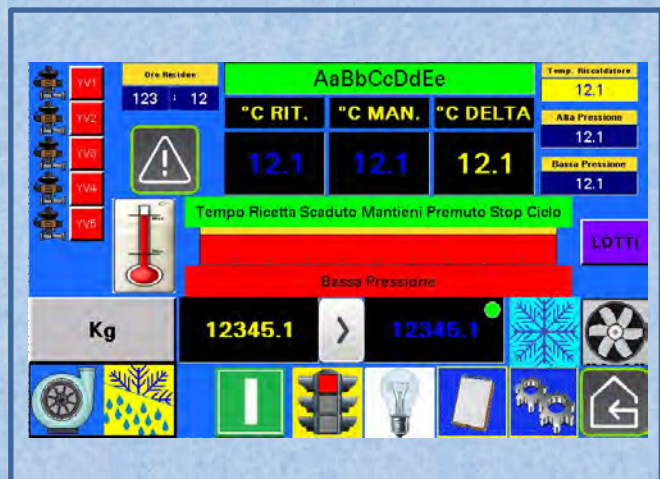 YV1
YV2
YV3
YV4
YV5
Ore Residue
123 : 12
AaBbCcDdEe
°C RIT. °C MAN. °C DELTA
12.1 12.1 12.1
Temp. Riscaldatore
12.1
Alta Pressione
12.1
Bassa Pressione
12.1
Tempo Ricetta Scaduto Mantieni Premuto Stop Ciclo
Bassa Pressione
LOTTI
Kg
12345.1 > 12345.1